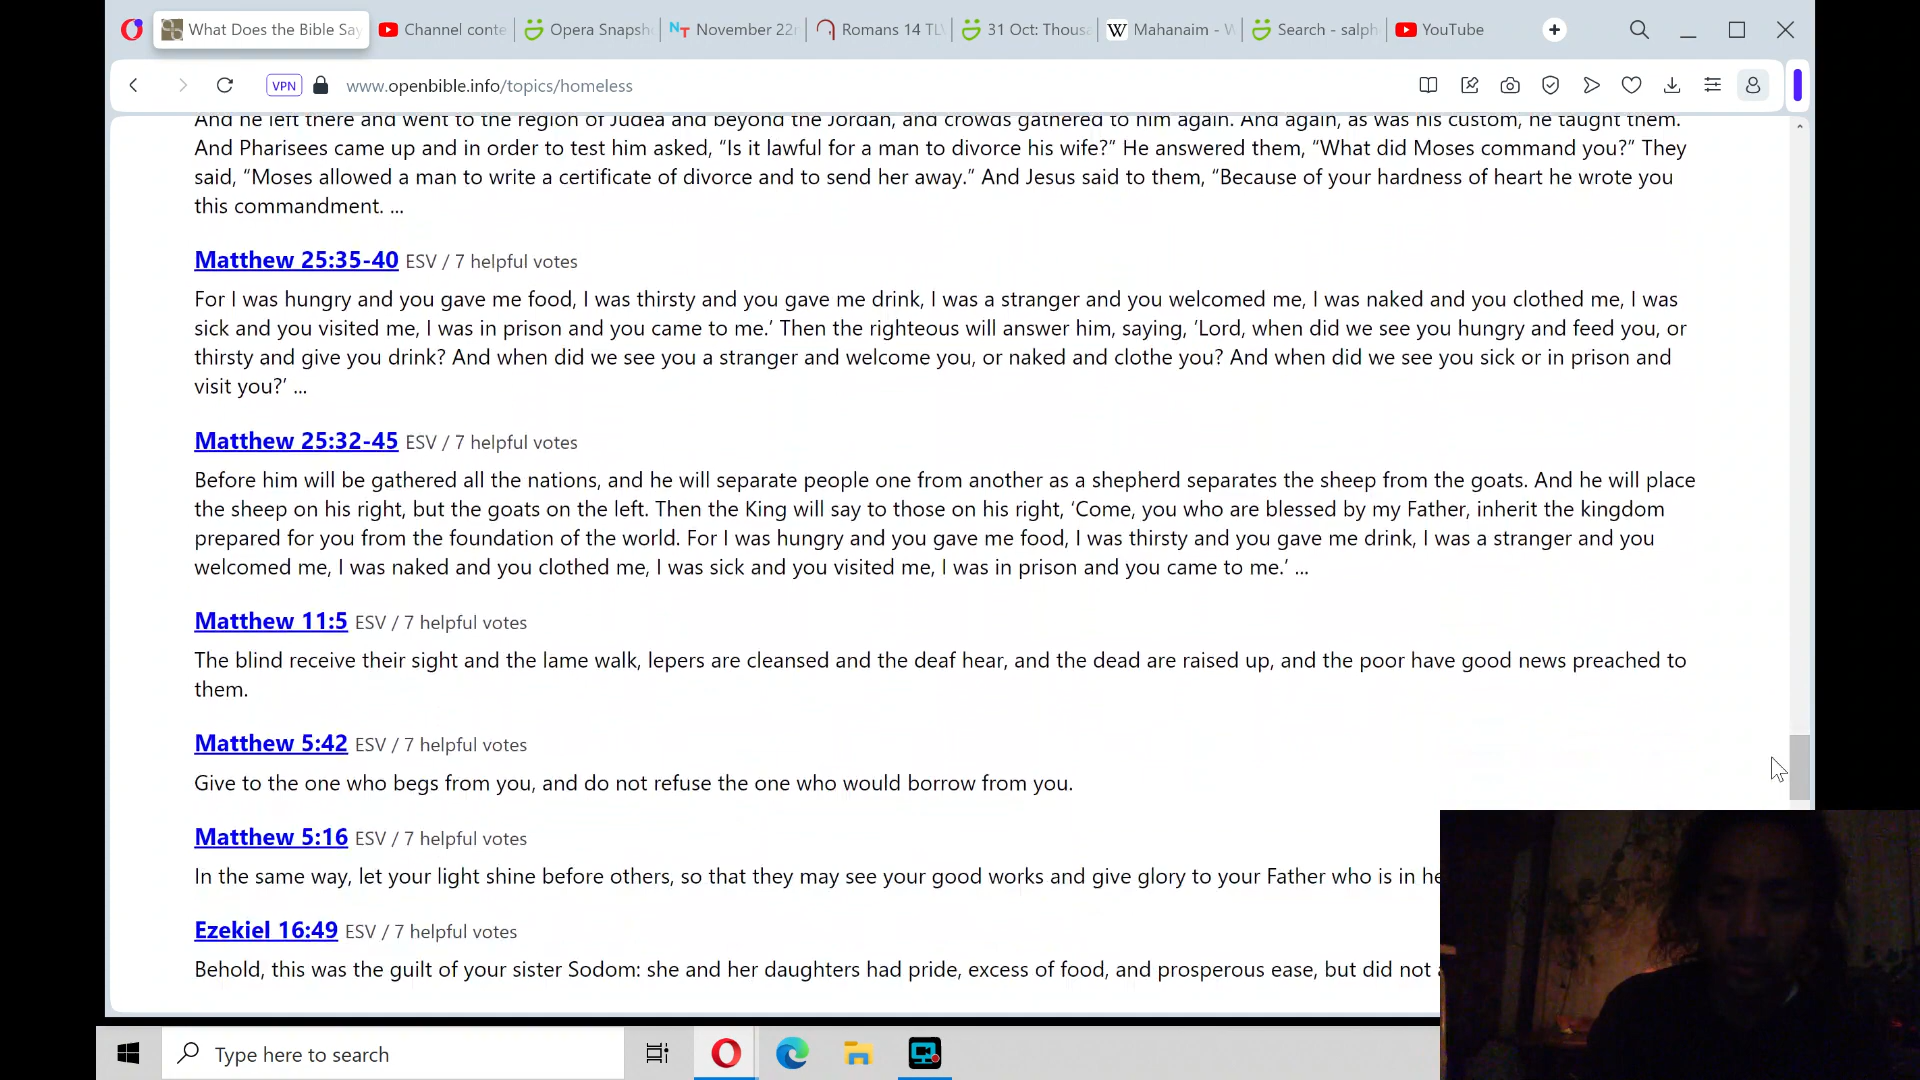 What Does the Bible Say
Channel conte
Opera Snapsh
NT
November 22
Romans 14 TL
31 Oct: Thous
W
Mahanaim - W
Search - salph
YouTube
VPN
www.openbible.info/topics/homeless
And he left there and went to the region of Judea and beyond the Jordan, and crowds gathered to him again. And again, as was his custom, he taught them.
And Pharisees came up and in order to test him asked, “Is it lawful for a man to divorce his wife?” He answered them, “What did Moses command you?” They
said, “Moses allowed a man to write a certificate of divorce and to send her away.” And Jesus said to them, “Because of your hardness of heart he wrote you
this commandment. ...
Matthew 25:35-40 ESV / 7 helpful votes
For I was hungry and you gave me food, I was thirsty and you gave me drink, I was a stranger and you welcomed me, I was naked and you clothed me, I was
sick and you visited me, I was in prison and you came to me.’ Then the righteous will answer him, saying, ‘Lord, when did we see you hungry and feed you, or
thirsty and give you drink? And when did we see you a stranger and welcome you, or naked and clothe you? And when did we see you sick or in prison and
visit you?’ ...
Matthew 25:32-45 ESV / 7 helpful votes
Before him will be gathered all the nations, and he will separate people one from another as a shepherd separates the sheep from the goats. And he will place
the sheep on his right, but the goats on the left. Then the King will say to those on his right, ‘Come, you who are blessed by my Father, inherit the kingdom
prepared for you from the foundation of the world. For I was hungry and you gave me food, I was thirsty and you gave me drink, I was a stranger and you
welcomed me, I was naked and you clothed me, I was sick and you visited me, I was in prison and you came to me.’ ...
Matthew 11:5 ESV / 7 helpful votes
The blind receive their sight and the lame walk, lepers are cleansed and the deaf hear, and the dead are raised up, and the poor have good news preached to
them.
Matthew 5:42 ESV / 7 helpful votes
Give to the one who begs from you, and do not refuse the one who would borrow from you.
Matthew 5:16 ESV / 7 helpful votes
In the same way, let your light shine before others, so that they may see your good works and give glory to your Father who is in he
Ezekiel 16:49 ESV / 7 helpful votes
Behold, this was the guilt of your sister Sodom: she and her daughters had pride, excess of food, and prosperous ease, but did not
Type here to search